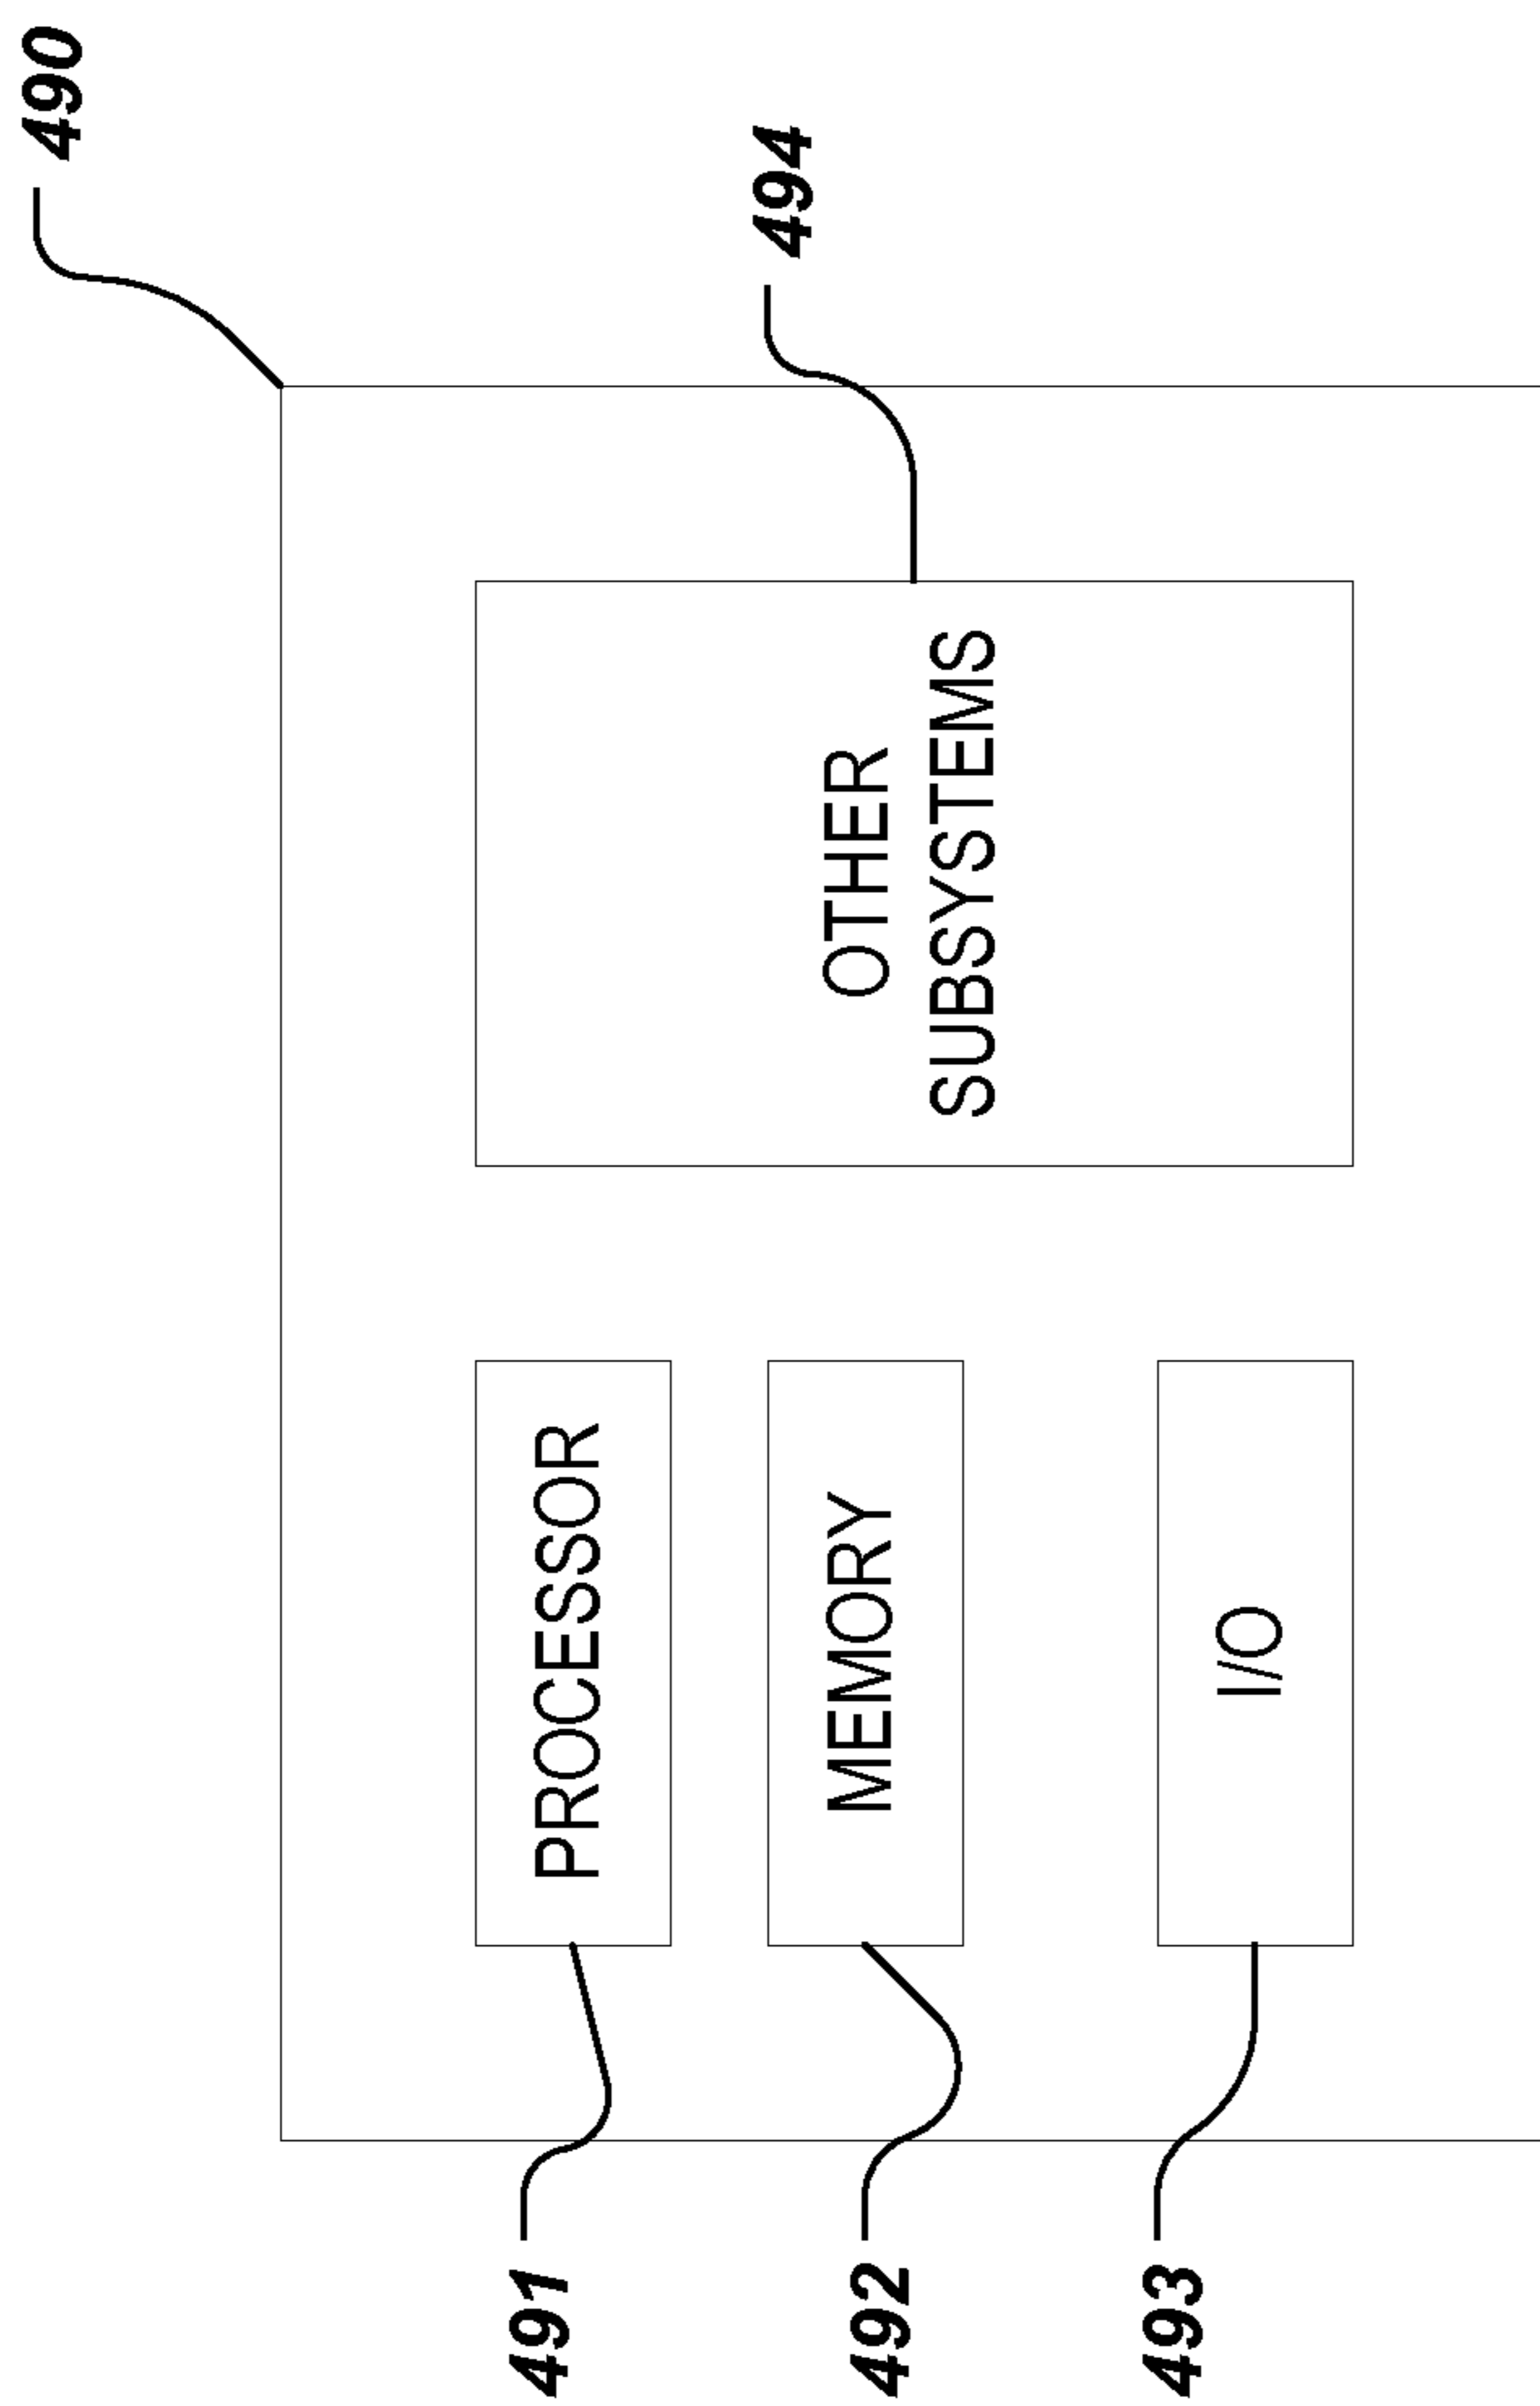 490
491
PROCESSOR
492
MEMORY
493
I/O
OTHER
SUBSYSTEMS
494